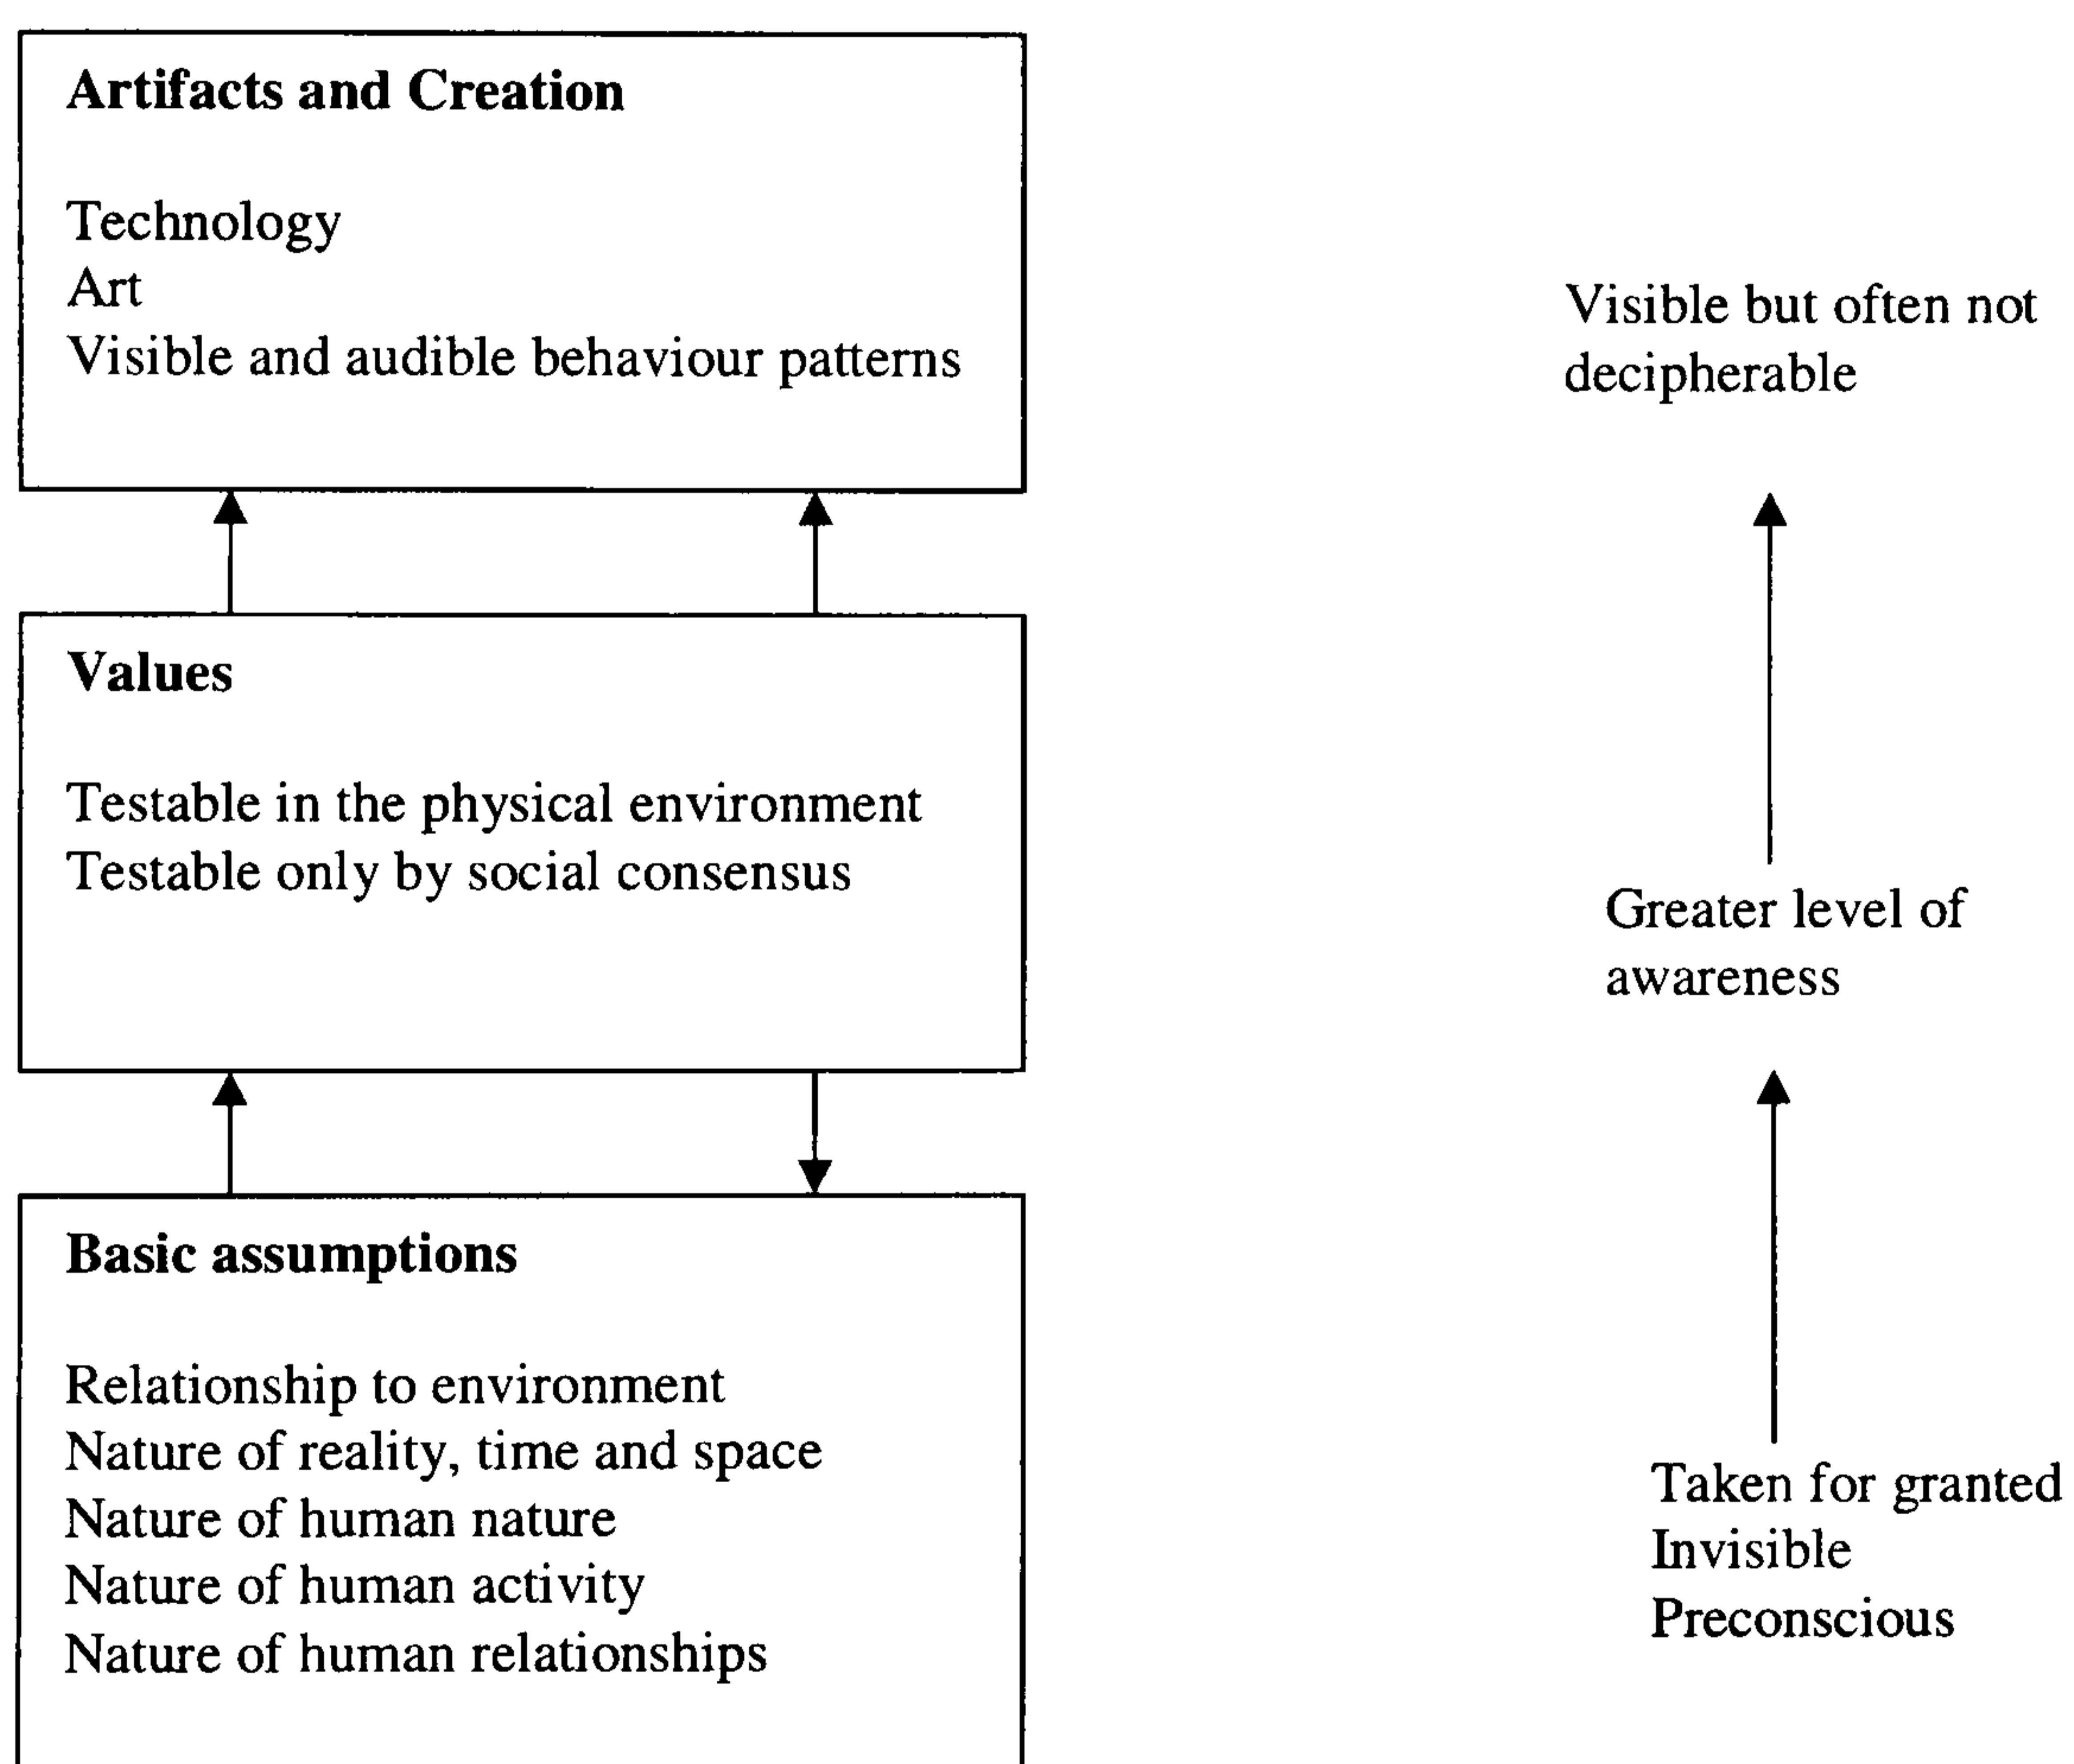 Artifacts and Creation
Technology
Art
Visible and audible behaviour patterns
Visible but often not
decipherable
Values
Testable in the physical environment
Testable only by social consensus
Greater level of
awareness
Basic assumptions
Relationship to environment
Nature of reality, time and space
Nature of human nature
Nature of human activity
Nature of human relationships
Taken for granted
Invisible
Preconscious